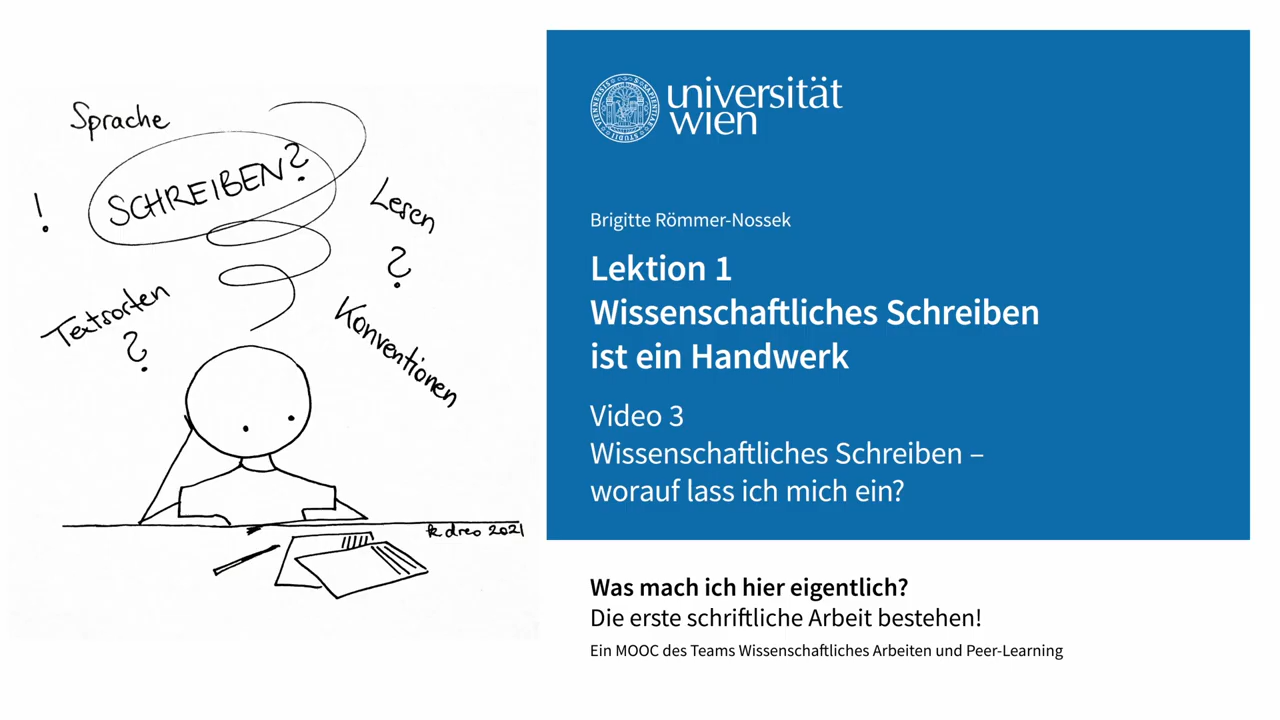 Sprache
SCHREIBEN?
!
Lesen
?
Textsorten
?
Konventionen
k dreo 2021
universität
wien
Brigitte Römmer-Nossek
Lektion 1
Wissenschaftliches Schreiben
ist ein Handwerk
Video 3
Wissenschaftliches Schreiben –
worauf lass ich mich ein?
Was mach ich hier eigentlich?
Die erste schriftliche Arbeit bestehen!
Ein MOOC des Teams Wissenschaftliches Arbeiten und Peer-Learning